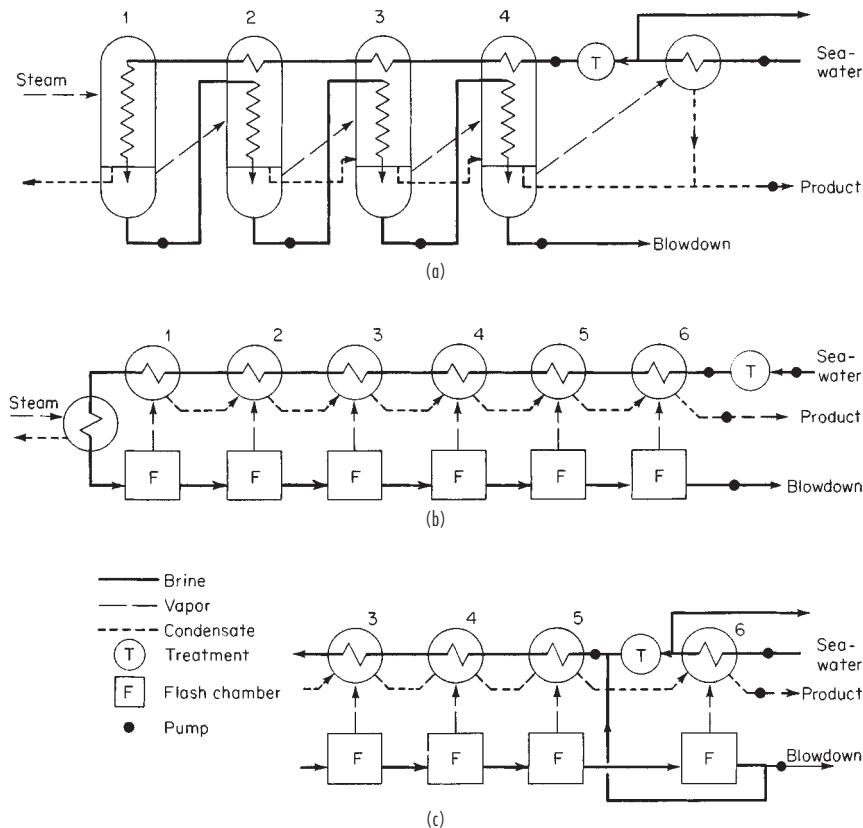 1 2 3 4
Steam
T
Sea-
water
Product
Blowdown
(a)
1 2 3 4 5 6
T
Sea-
water
Steam
Product
F F F F F F
Blowdown
(b)
Brine
Vapor
Condensate
T Treatment
F Flash chamber
Pump
3 4 5 6
T
Sea-
water
Product
F F F F
Blowdown
(c)